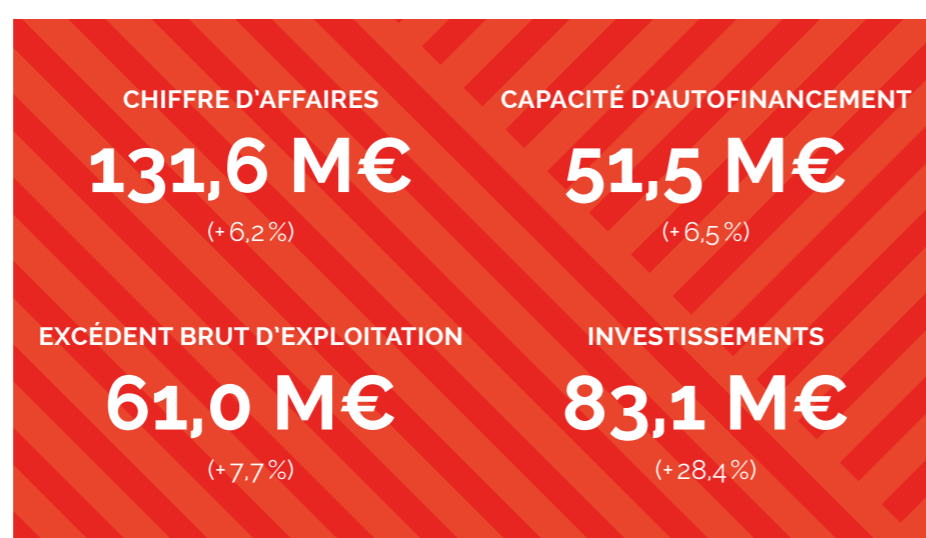 CHIFFRE D'AFFAIRES
131,6 M€
(+6,2%)
CAPACITÉ D'AUTOFINANCEMENT
51,5 M€
(+6,5%)
EXCÉDENT BRUT D'EXPLOITATION
61,0 M€
(+7,7%)
INVESTISSEMENTS
83,1 M€
(+28,4%)